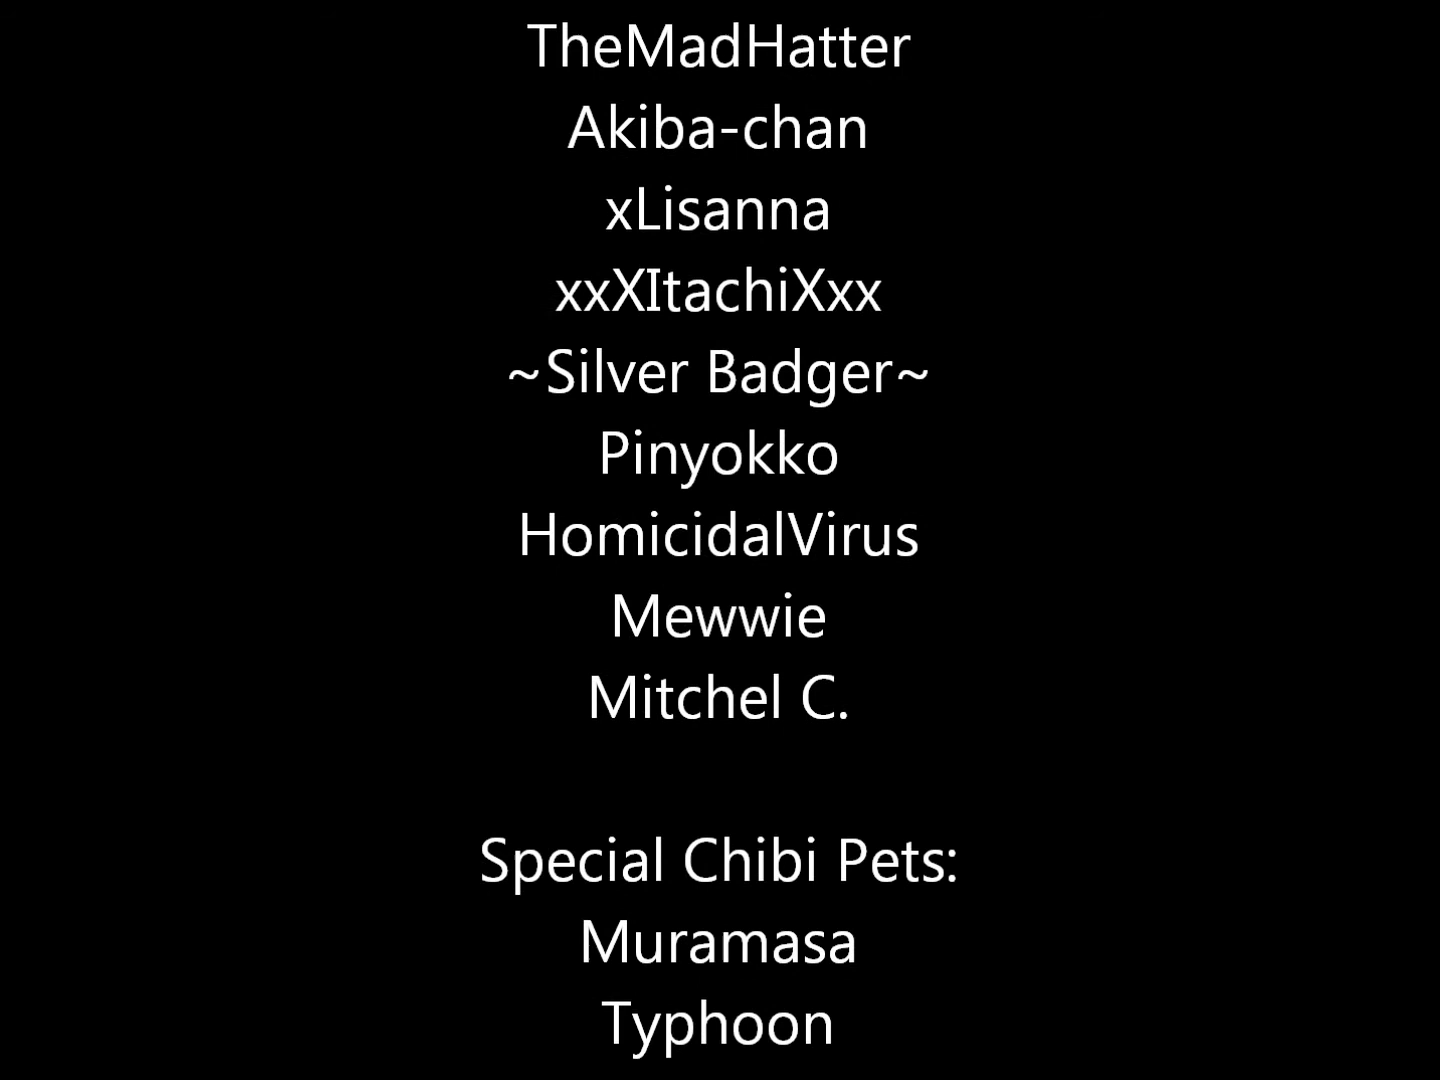 TheMadHatter
Akiba-chan
xLisanna
xxXItachiXxx
~Silver Badger~
Pinyokko
HomicidalVirus
Mewwie
Mitchel C.
Special Chibi Pets:
Muramasa
Typhoon